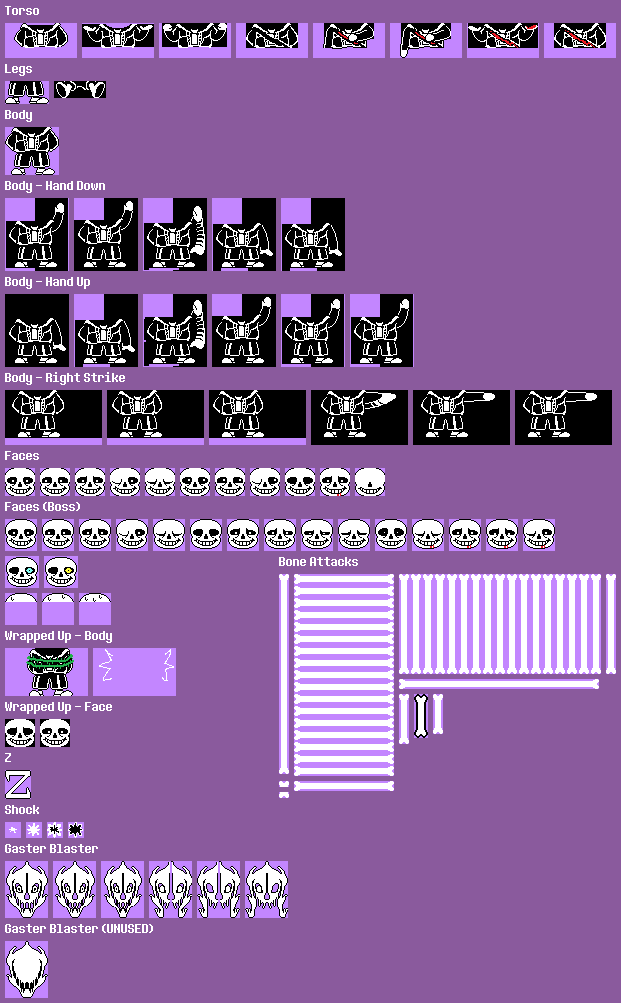 Torso
Legs
Body
Body - Hand Down
Body - Hand Up
Body - Right Strike
Faces
Faces (Boss)
Bone Attacks
Wrapped Up - Body
Wrapped Up - Face
Z
Z
Shock
Gaster Blaster
Gaster Blaster (UNUSED)